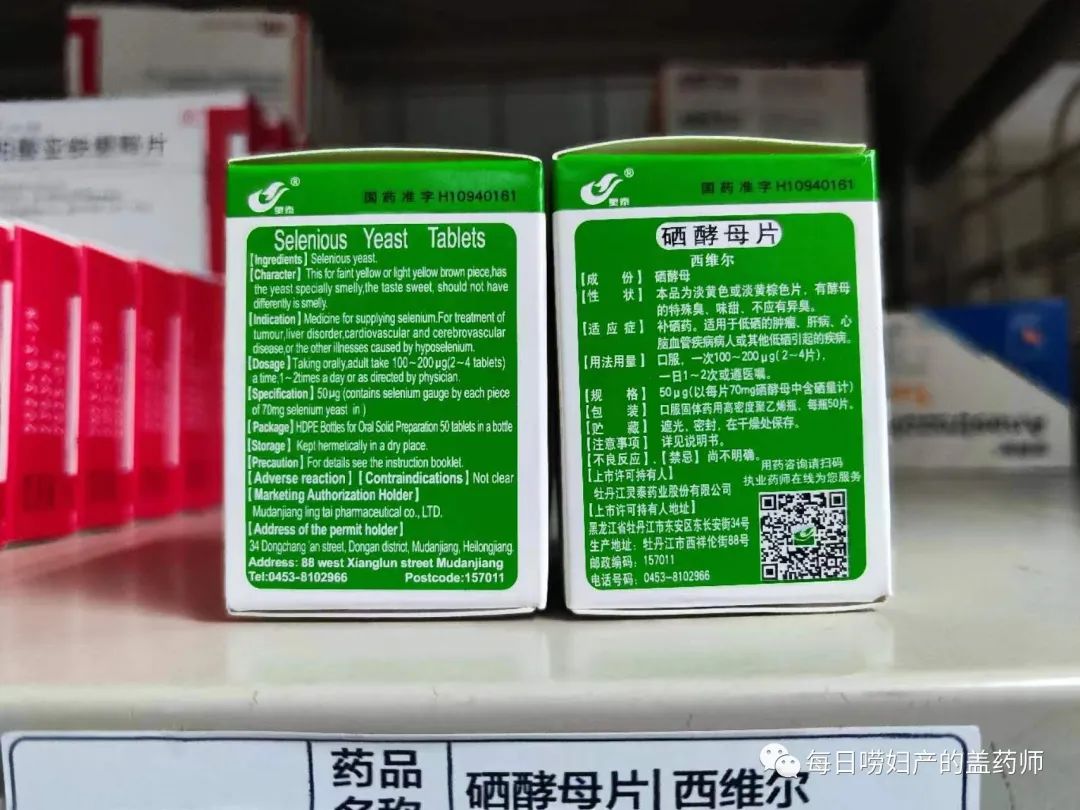 灵泰®
国药准字H10940161
Selenious Yeast Tablets
[Ingredients] Selenious yeast.
[Character] This for faint yellow or light yellow brown piece,has
the yeast specially smelly,the taste sweet, should not have
differently is smelly.
[Indication] Medicine for supplying selenium.For treatment of
tumour,liver disorder,cardiovascular and cerebrovascular
disease,or the other illnesses caused by hyposelenium.
[Dosage] Taking orally,adult take 100~200μg(2~4 tablets)
a time,1~2times a day or as directed by physician.
[Specification] 50μg (contains selenium gauge by each piece
of 70mg selenium yeast in )
[Package] HDPE Bottles for Oral Solid Preparation 50 tablets in a bottle
[Storage] Kept hermetically in a dry place.
[Precaution] For details see the instruction booklet.
[Adverse reaction] [Contraindications] Not clear
[Marketing Authorization Holder]
Mudanjiang ling tai pharmaceutical co., LTD.
[Address of the permit holder]
34 Dongchang 'an street, Dongan district, Mudanjiang, Heilongjiang.
Address: 88 west Xianglun street Mudanjiang
Tel:0453-8102966 Postcode:157011
灵泰®
国药准字H10940161
硒酵母片
西维尔
【成份】硒酵母
【性状】本品为淡黄色或淡黄棕色片，有酵母
的特殊臭、味甜、不应有异臭。
【适应症】补硒药。适用于低硒的肿瘤、肝病、心
脑血管疾病病人或其他低硒引起的疾病。
【用法用量】口服，一次100~200μg(2~4片)，
一日1~2次或遵医嘱。
【规格】50μg(以每片70mg硒酵母中含硒量计)
【包装】口服固体药用高密度聚乙烯瓶，每瓶50片。
【贮藏】遮光，密封，在干燥处保存。
【注意事项】详见说明书。
【不良反应】、【禁忌】尚不明确。
【上市许可持有人】
牡丹江灵泰药业股份有限公司
【上市许可持有人地址】
黑龙江省牡丹江市东安区东长安街34号
生产地址：牡丹江市西祥伦街88号
邮政编码：157011
电话号码：0453-8102966
用药咨询请扫码
执业药师在线为您服务
药品
名称
硒酵母片| 西维尔
每日唠妇产的盖药师